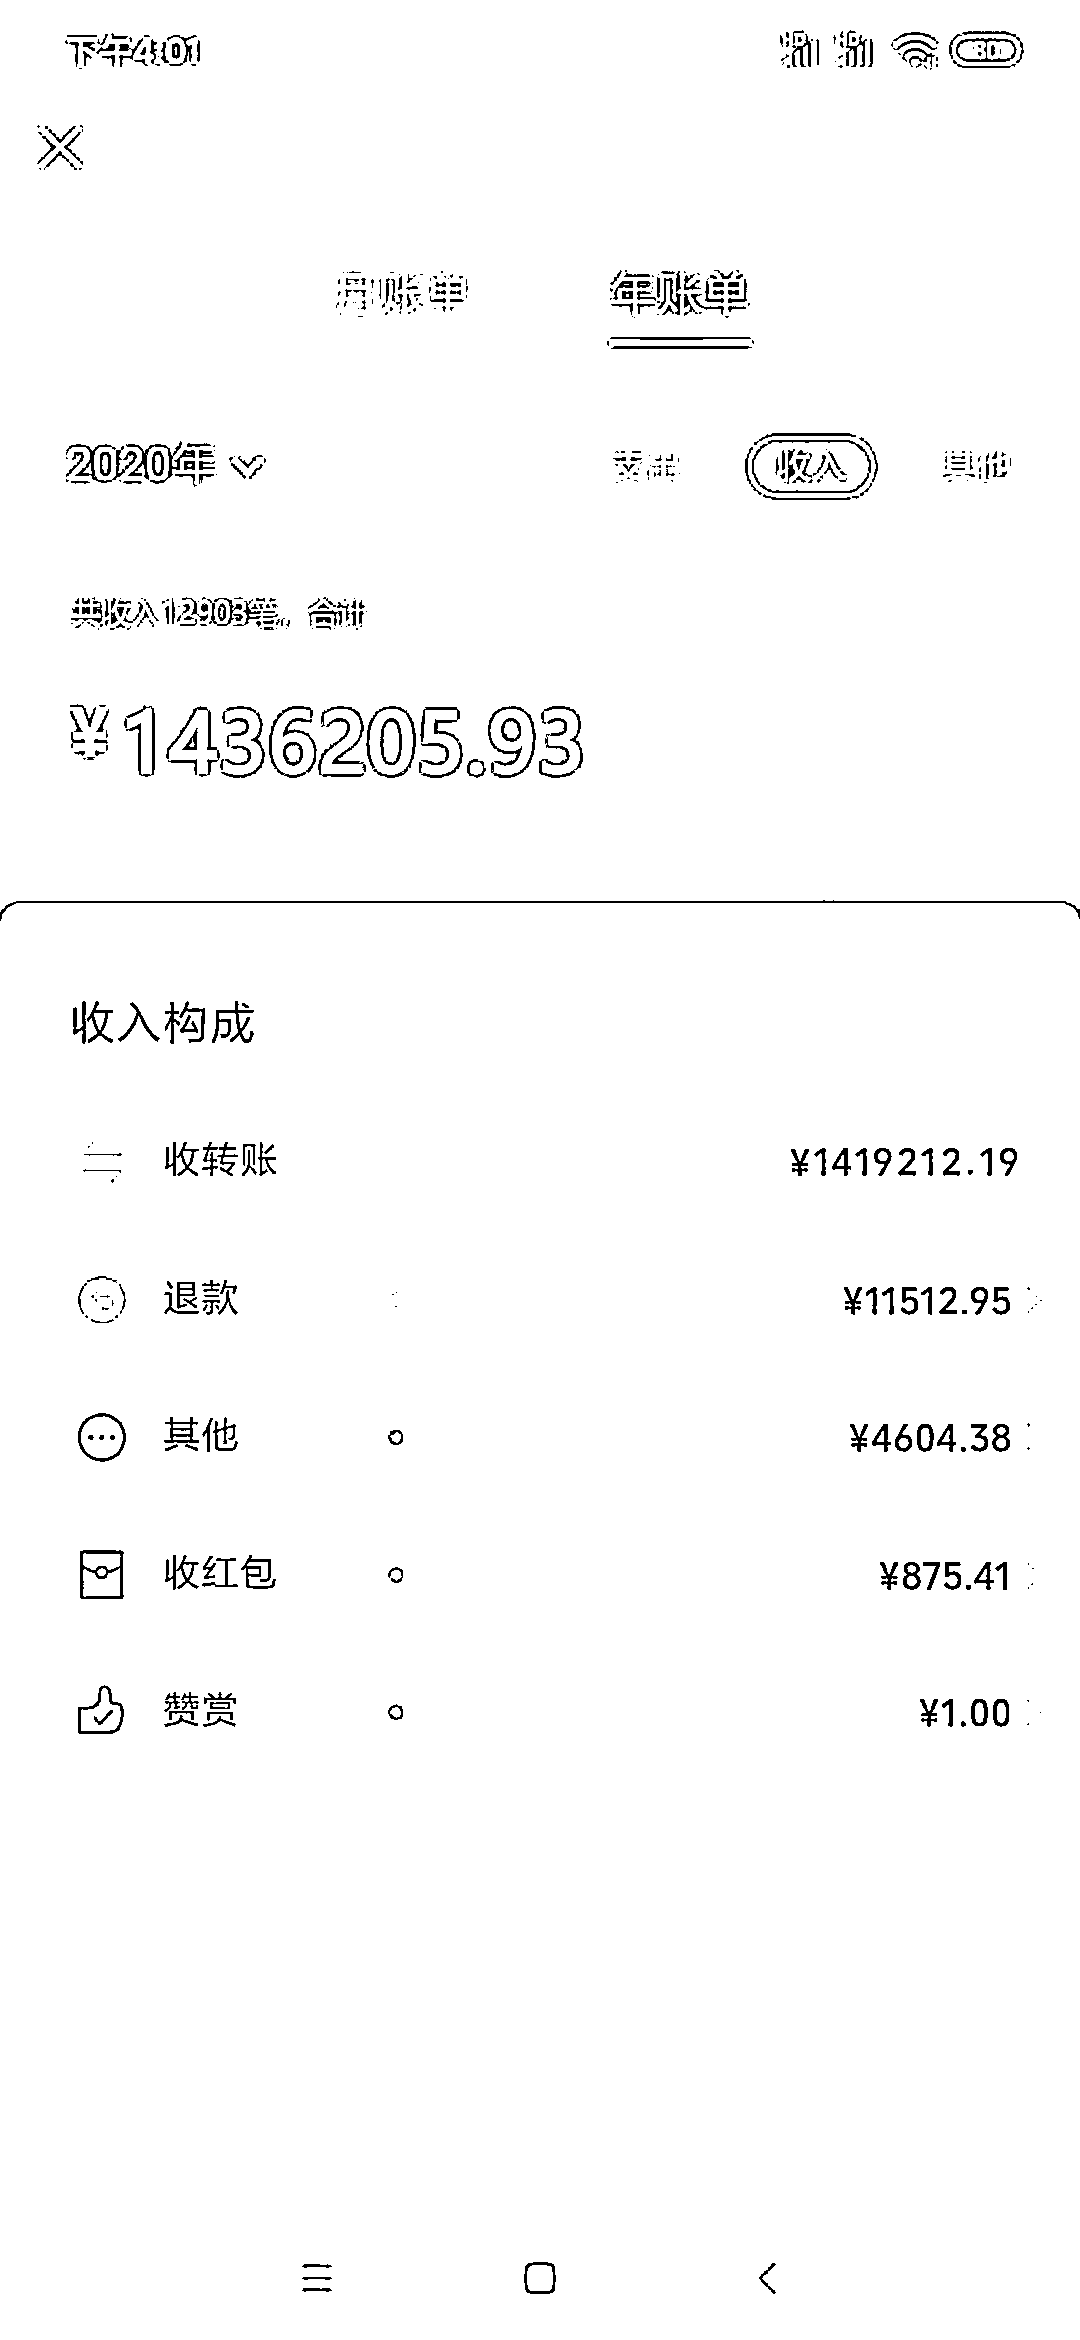 下午4:01
80
月账单 年账单
2020年 支出 收入 其他
共收入12903笔，合计
¥1436205.93
收入构成
收转账 ¥1419212.19
退款 ¥11512.95
其他 ¥4604.38
收红包 ¥875.41
赞赏 ¥1.00